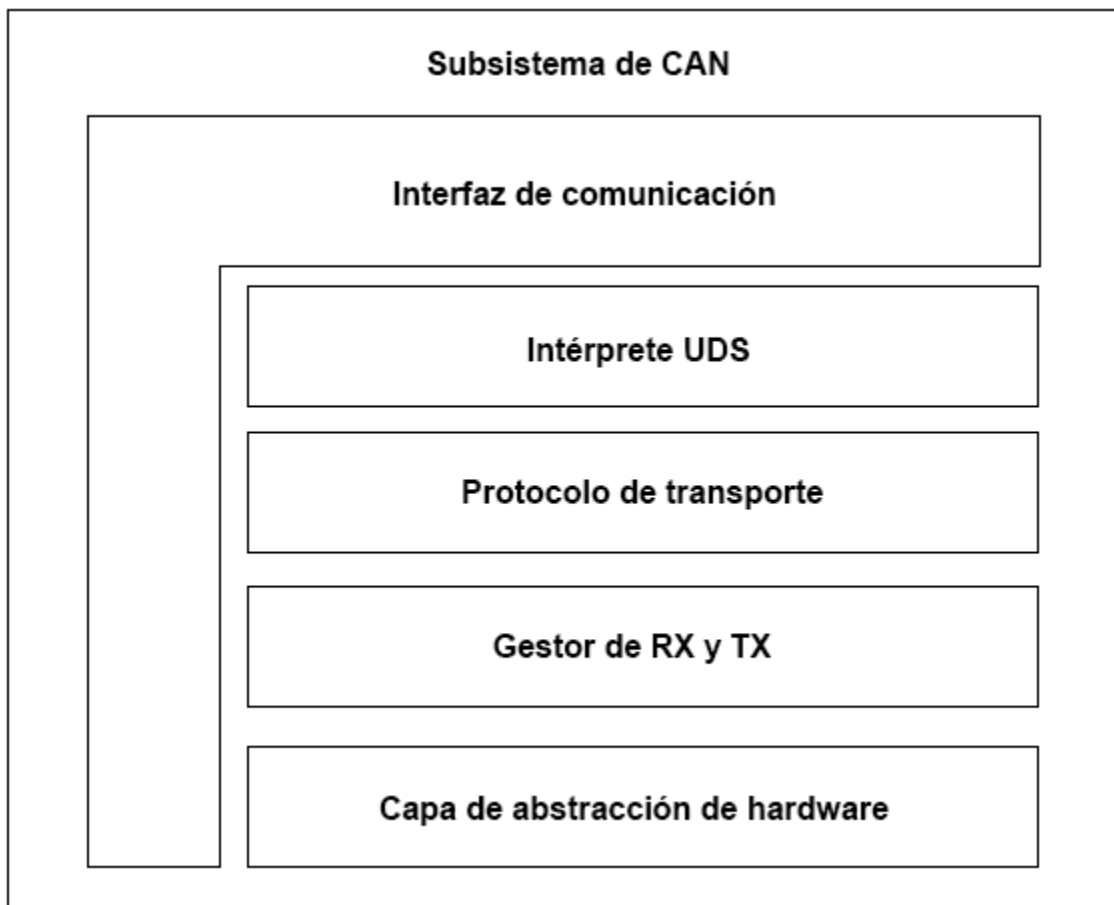 Subsistema de CAN
Interfaz de comunicación
Intérprete UDS
Protocolo de transporte
Gestor de RX y TX
Capa de abstracción de hardware